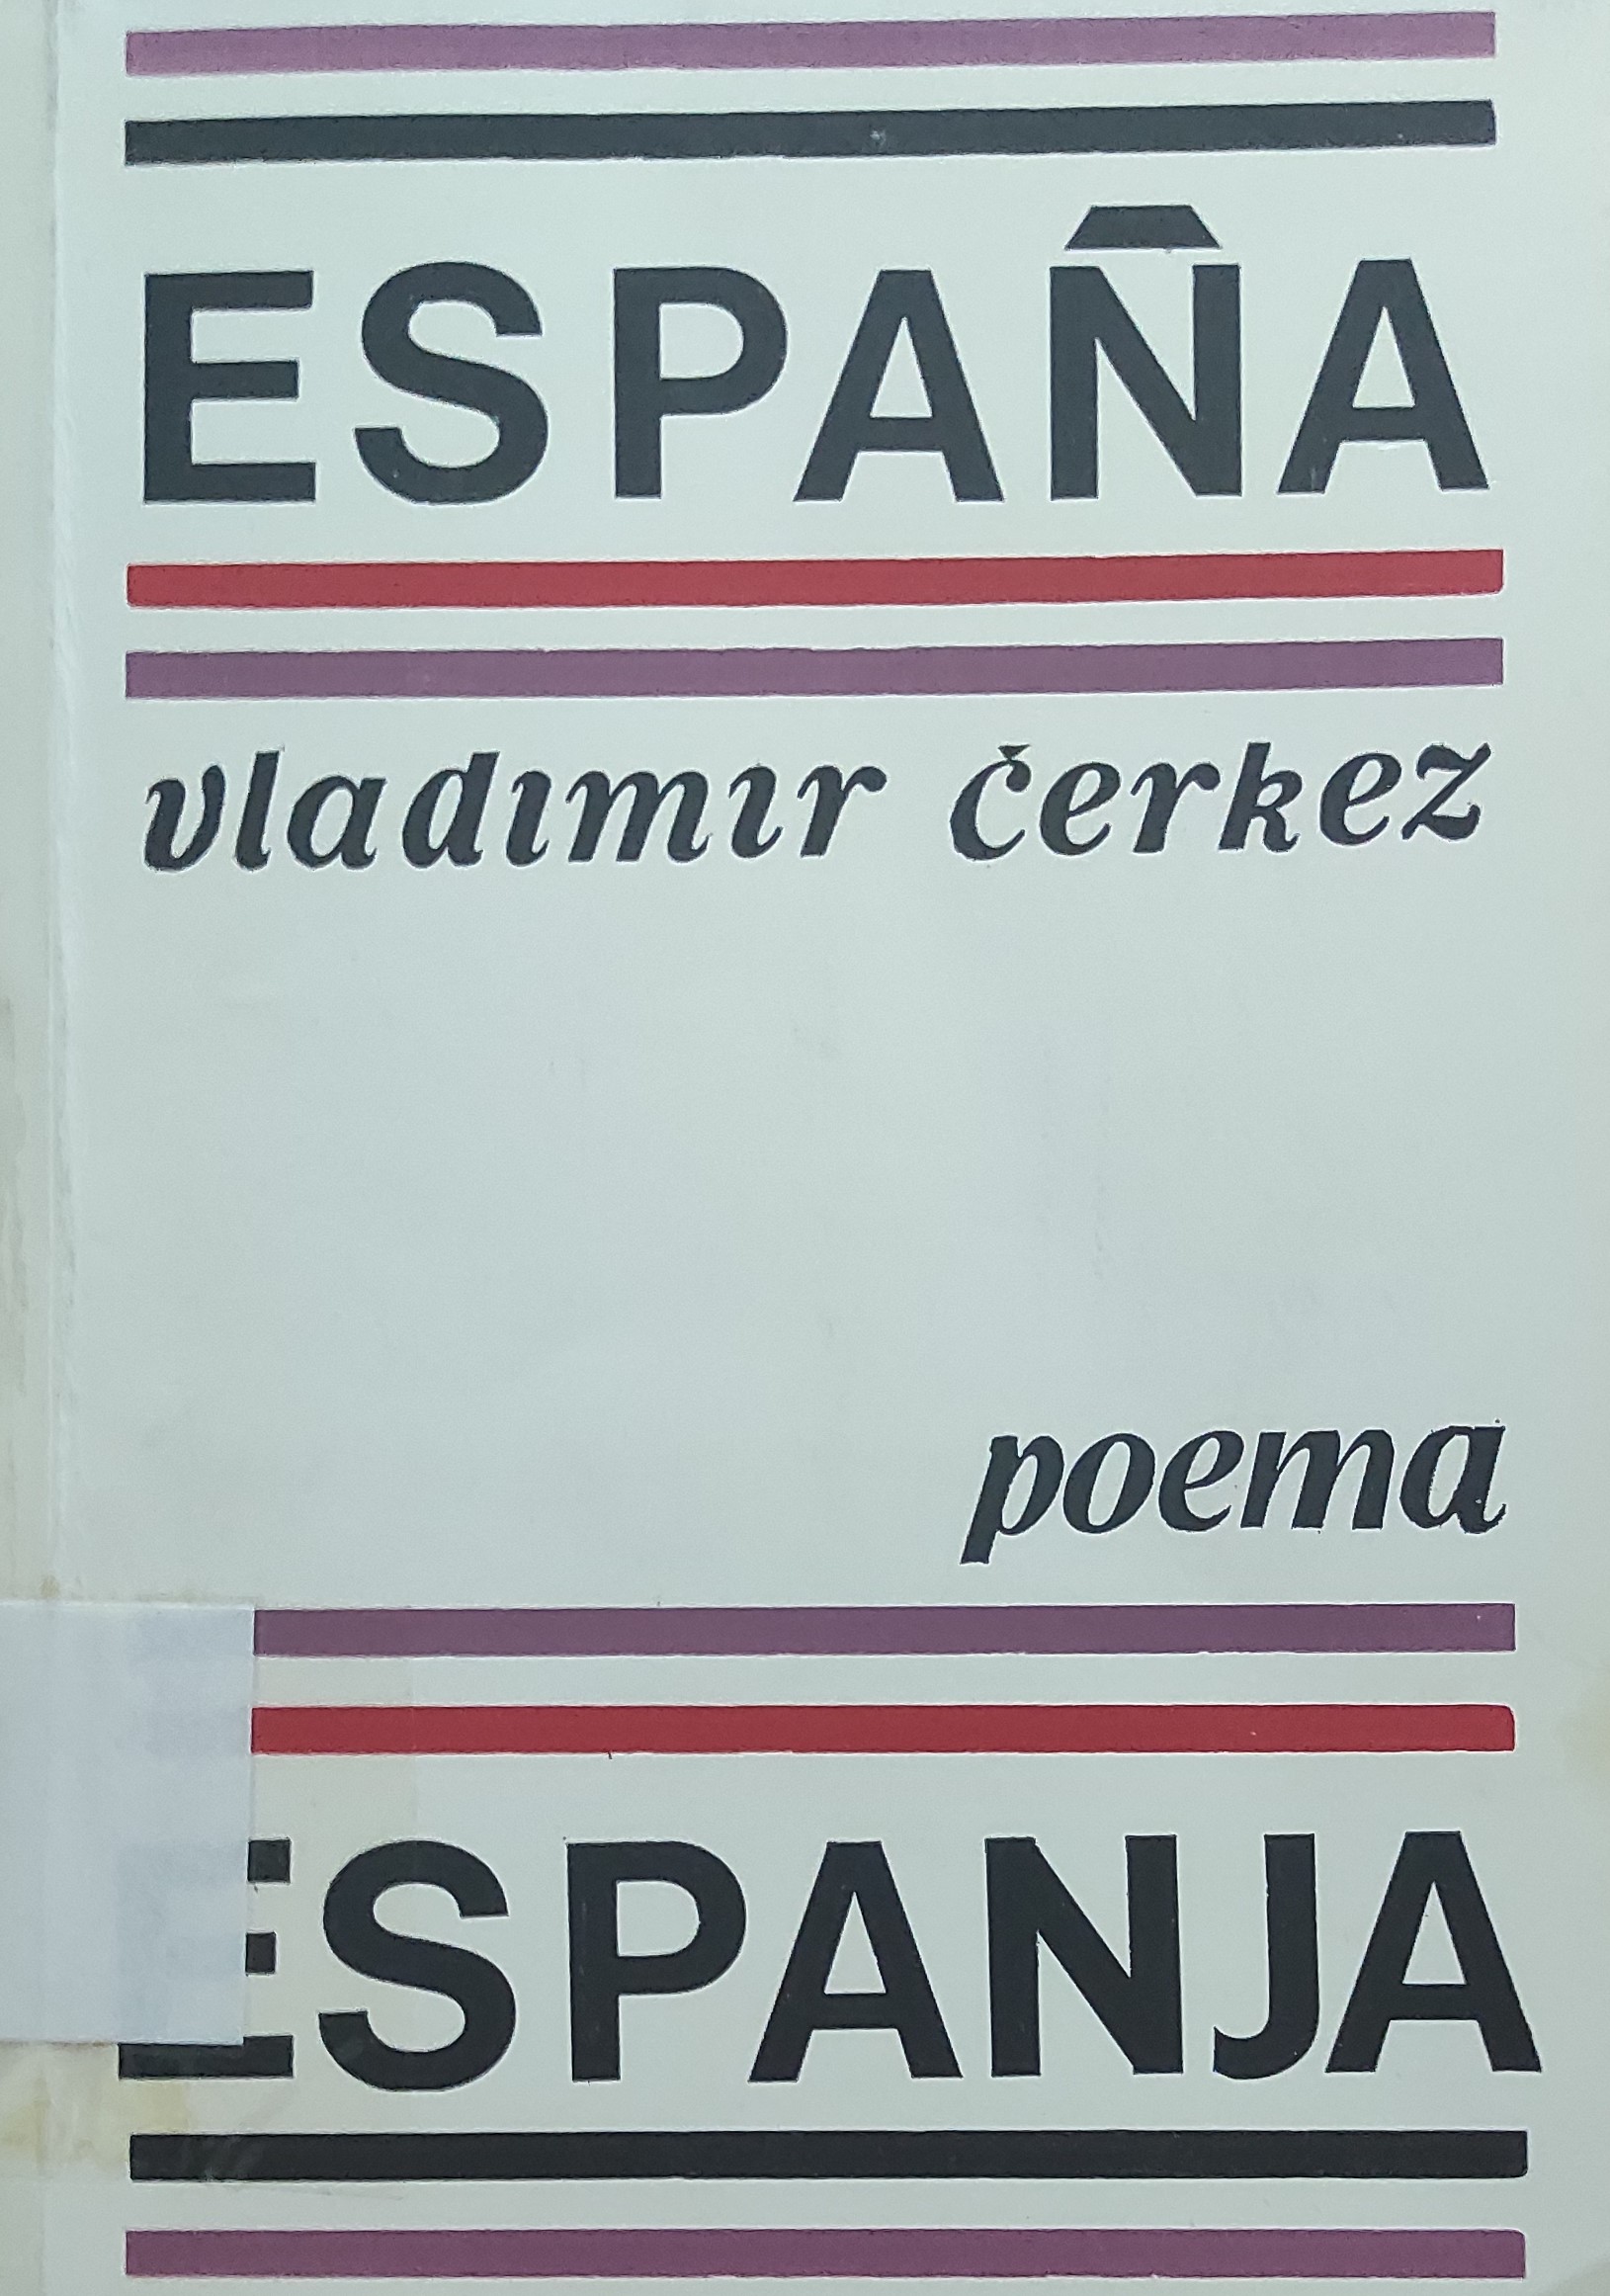 ESPAÑA
vladimir čerkez
poema
ESPANJA